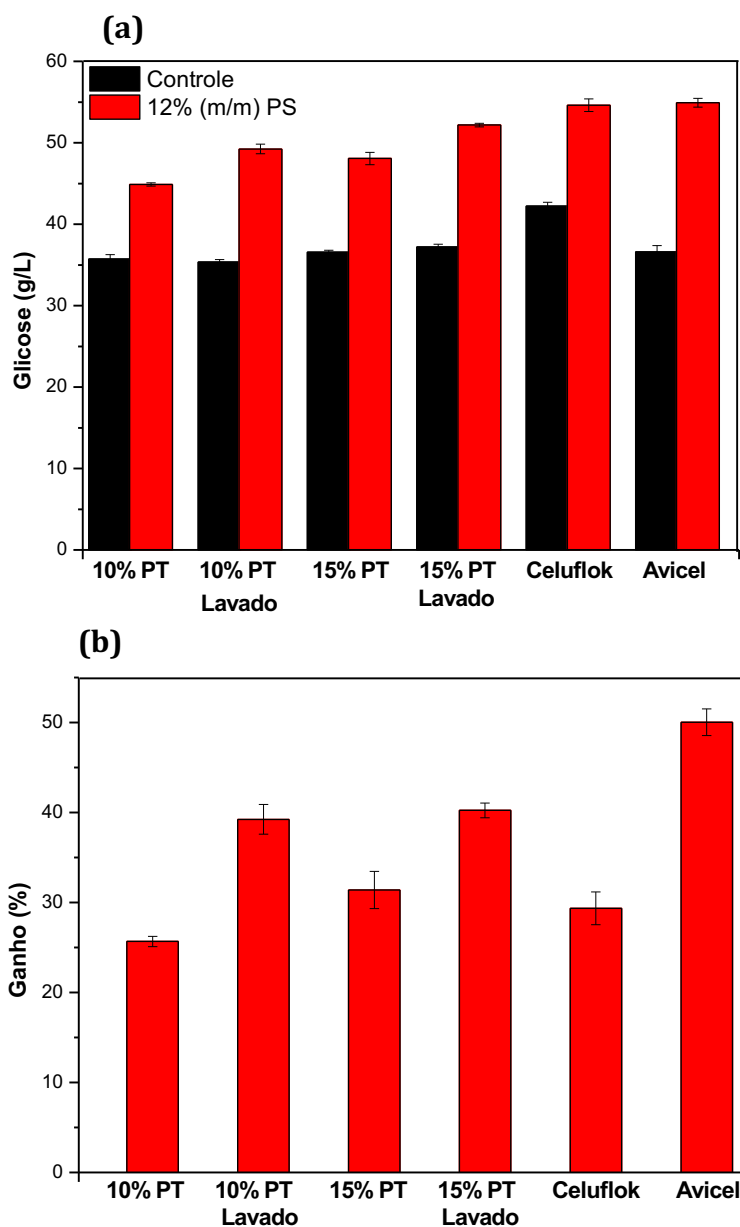 (a)
60
50
40
30
20
10
0
Glicose (g/L)
Controle
12% (m/m) PS
10% PT
10% PT
Lavado
15% PT
15% PT
Lavado
Celuflok
Avicel
(b)
50
40
30
20
10
0
Ganho (%)
10% PT
10% PT
Lavado
15% PT
15% PT
Lavado
Celuflok
Avicel